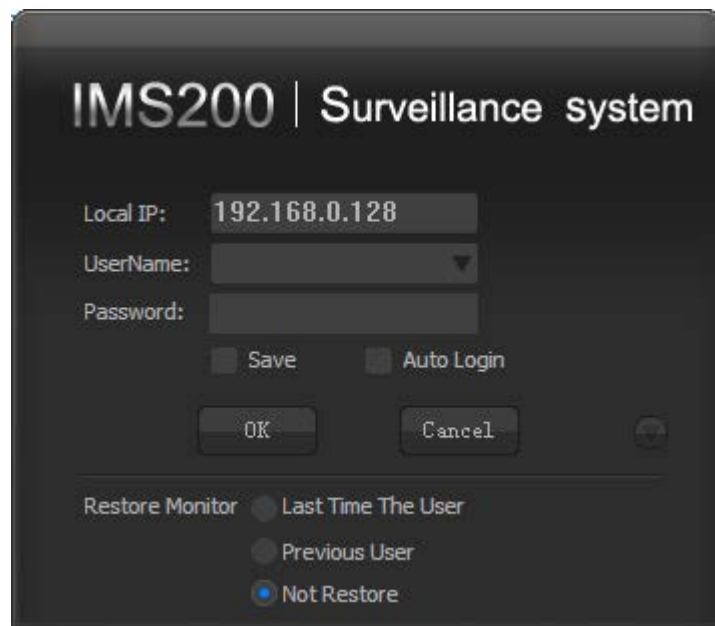 IMS200 | Surveillance system
Local IP: 192.168.0.128
UserName:
Password:
Save Auto Login
OK Cancel
Restore Monitor Last Time The User
Previous User
Not Restore